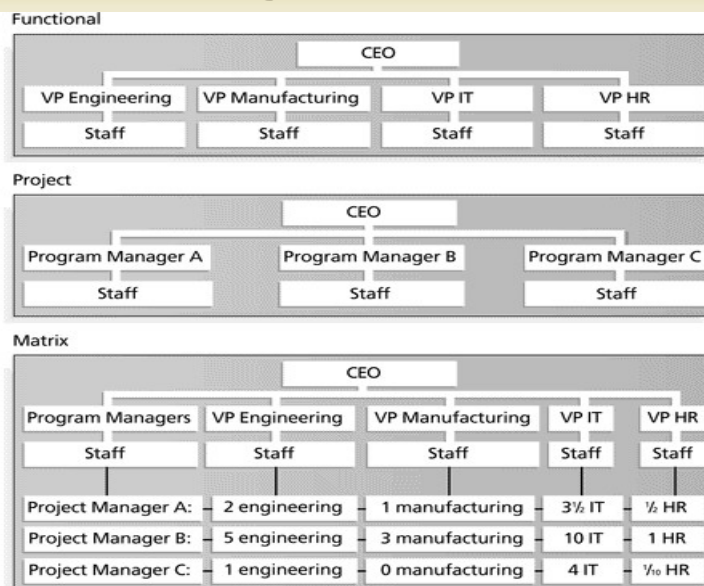 Functional
CEO
VP Engineering VP Manufacturing VP IT VP HR
Staff Staff Staff Staff
Project
CEO
Program Manager A Program Manager B Program Manager C
Staff Staff Staff
Matrix
CEO
Program Managers VP Engineering VP Manufacturing VP IT VP HR
Staff Staff Staff Staff Staff
Project Manager A: 2 engineering 1 manufacturing 3½ IT ½ HR
Project Manager B: 5 engineering 3 manufacturing 10 IT 1 HR
Project Manager C: 1 engineering 0 manufacturing 4 IT ⅒ HR